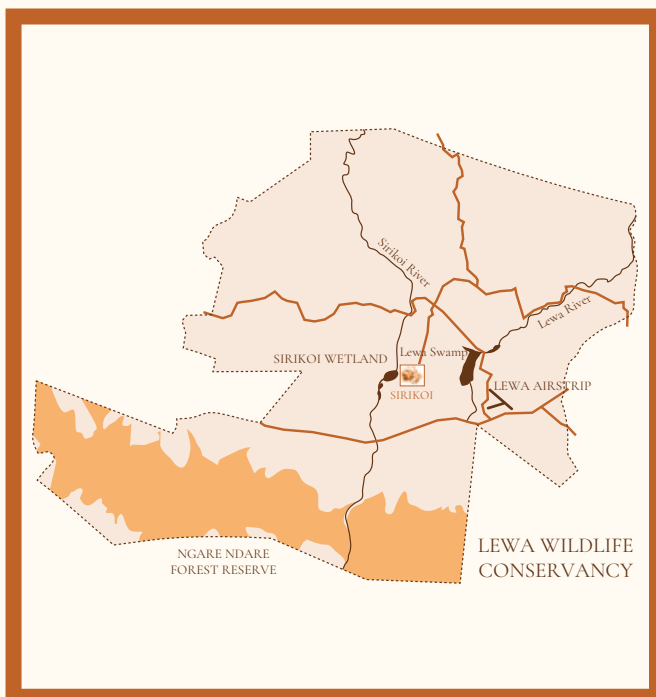 Sirikoi River
Lewa River
Lewa Swamp
SIRIKOI WETLAND
LEWA AIRSTRIP
SIRIKOI
LEWA WILDLIFE
CONSERVANCY
NGARE NDARE
FOREST RESERVE